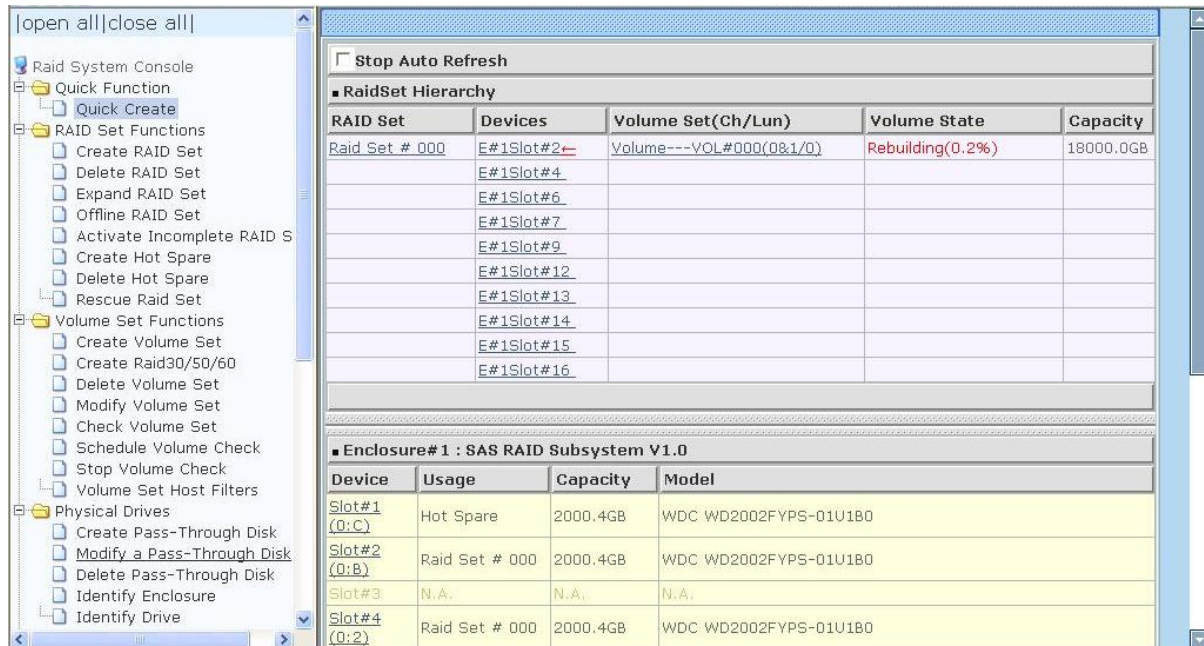 |open all|close all|
Raid System Console
Quick Function
Quick Create
RAID Set Functions
Create RAID Set
Delete RAID Set
Expand RAID Set
Offline RAID Set
Activate Incomplete RAID S
Create Hot Spare
Delete Hot Spare
Rescue Raid Set
Volume Set Functions
Create Volume Set
Create Raid30/50/60
Delete Volume Set
Modify Volume Set
Check Volume Set
Schedule Volume Check
Stop Volume Check
Volume Set Host Filters
Physical Drives
Create Pass-Through Disk
Modify a Pass-Through Disk
Delete Pass-Through Disk
Identify Enclosure
Identify Drive
Stop Auto Refresh
▪ RaidSet Hierarchy
RAID Set Devices Volume Set(Ch/Lun) Volume State Capacity
Raid Set # 000 E#1Slot#2← Volume---VOL#000(0&1/0) Rebuilding(0.2%) 18000.0GB
E#1Slot#4
E#1Slot#6
E#1Slot#7
E#1Slot#9
E#1Slot#12
E#1Slot#13
E#1Slot#14
E#1Slot#15
E#1Slot#16
▪ Enclosure#1 : SAS RAID Subsystem V1.0
Device Usage Capacity Model
Slot#1 (0:C) Hot Spare 2000.4GB WDC WD2002FYPS-01U1B0
Slot#2 (0:B) Raid Set # 000 2000.4GB WDC WD2002FYPS-01U1B0
Slot#3 N.A. N.A. N.A.
Slot#4 (0:2) Raid Set # 000 2000.4GB WDC WD2002FYPS-01U1B0